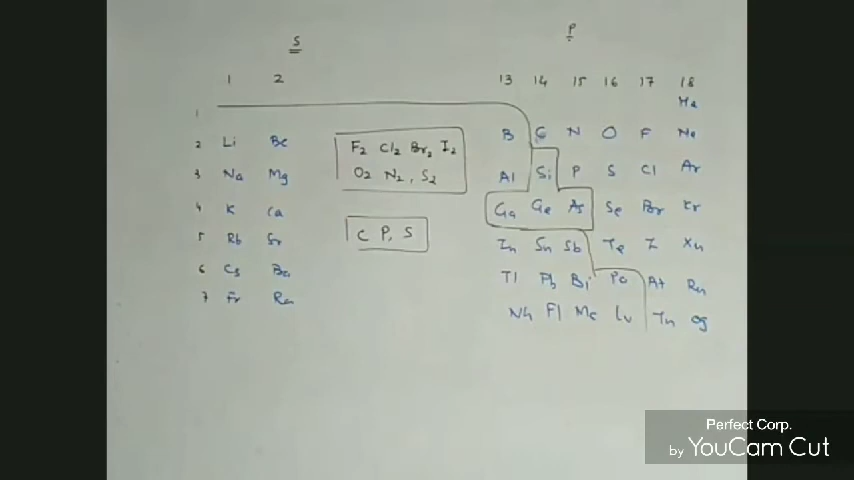 S P
1 2 13 14 15 16 17 18
1 He
2 Li Be B C N O F Ne
3 Na Mg Al Si P S Cl Ar
4 K Ca Ga Ge As Se Br Kr
5 Rb Sr In Sn Sb Te I Xn
6 Cs Ba Tl Pb Bi Po At Rn
7 Fr Ra Nh Fl Mc Lv Tn Og
F2 Cl2 Br2 I2
O2 N2, S2
C P, S
Perfect Corp.
by YouCam Cut